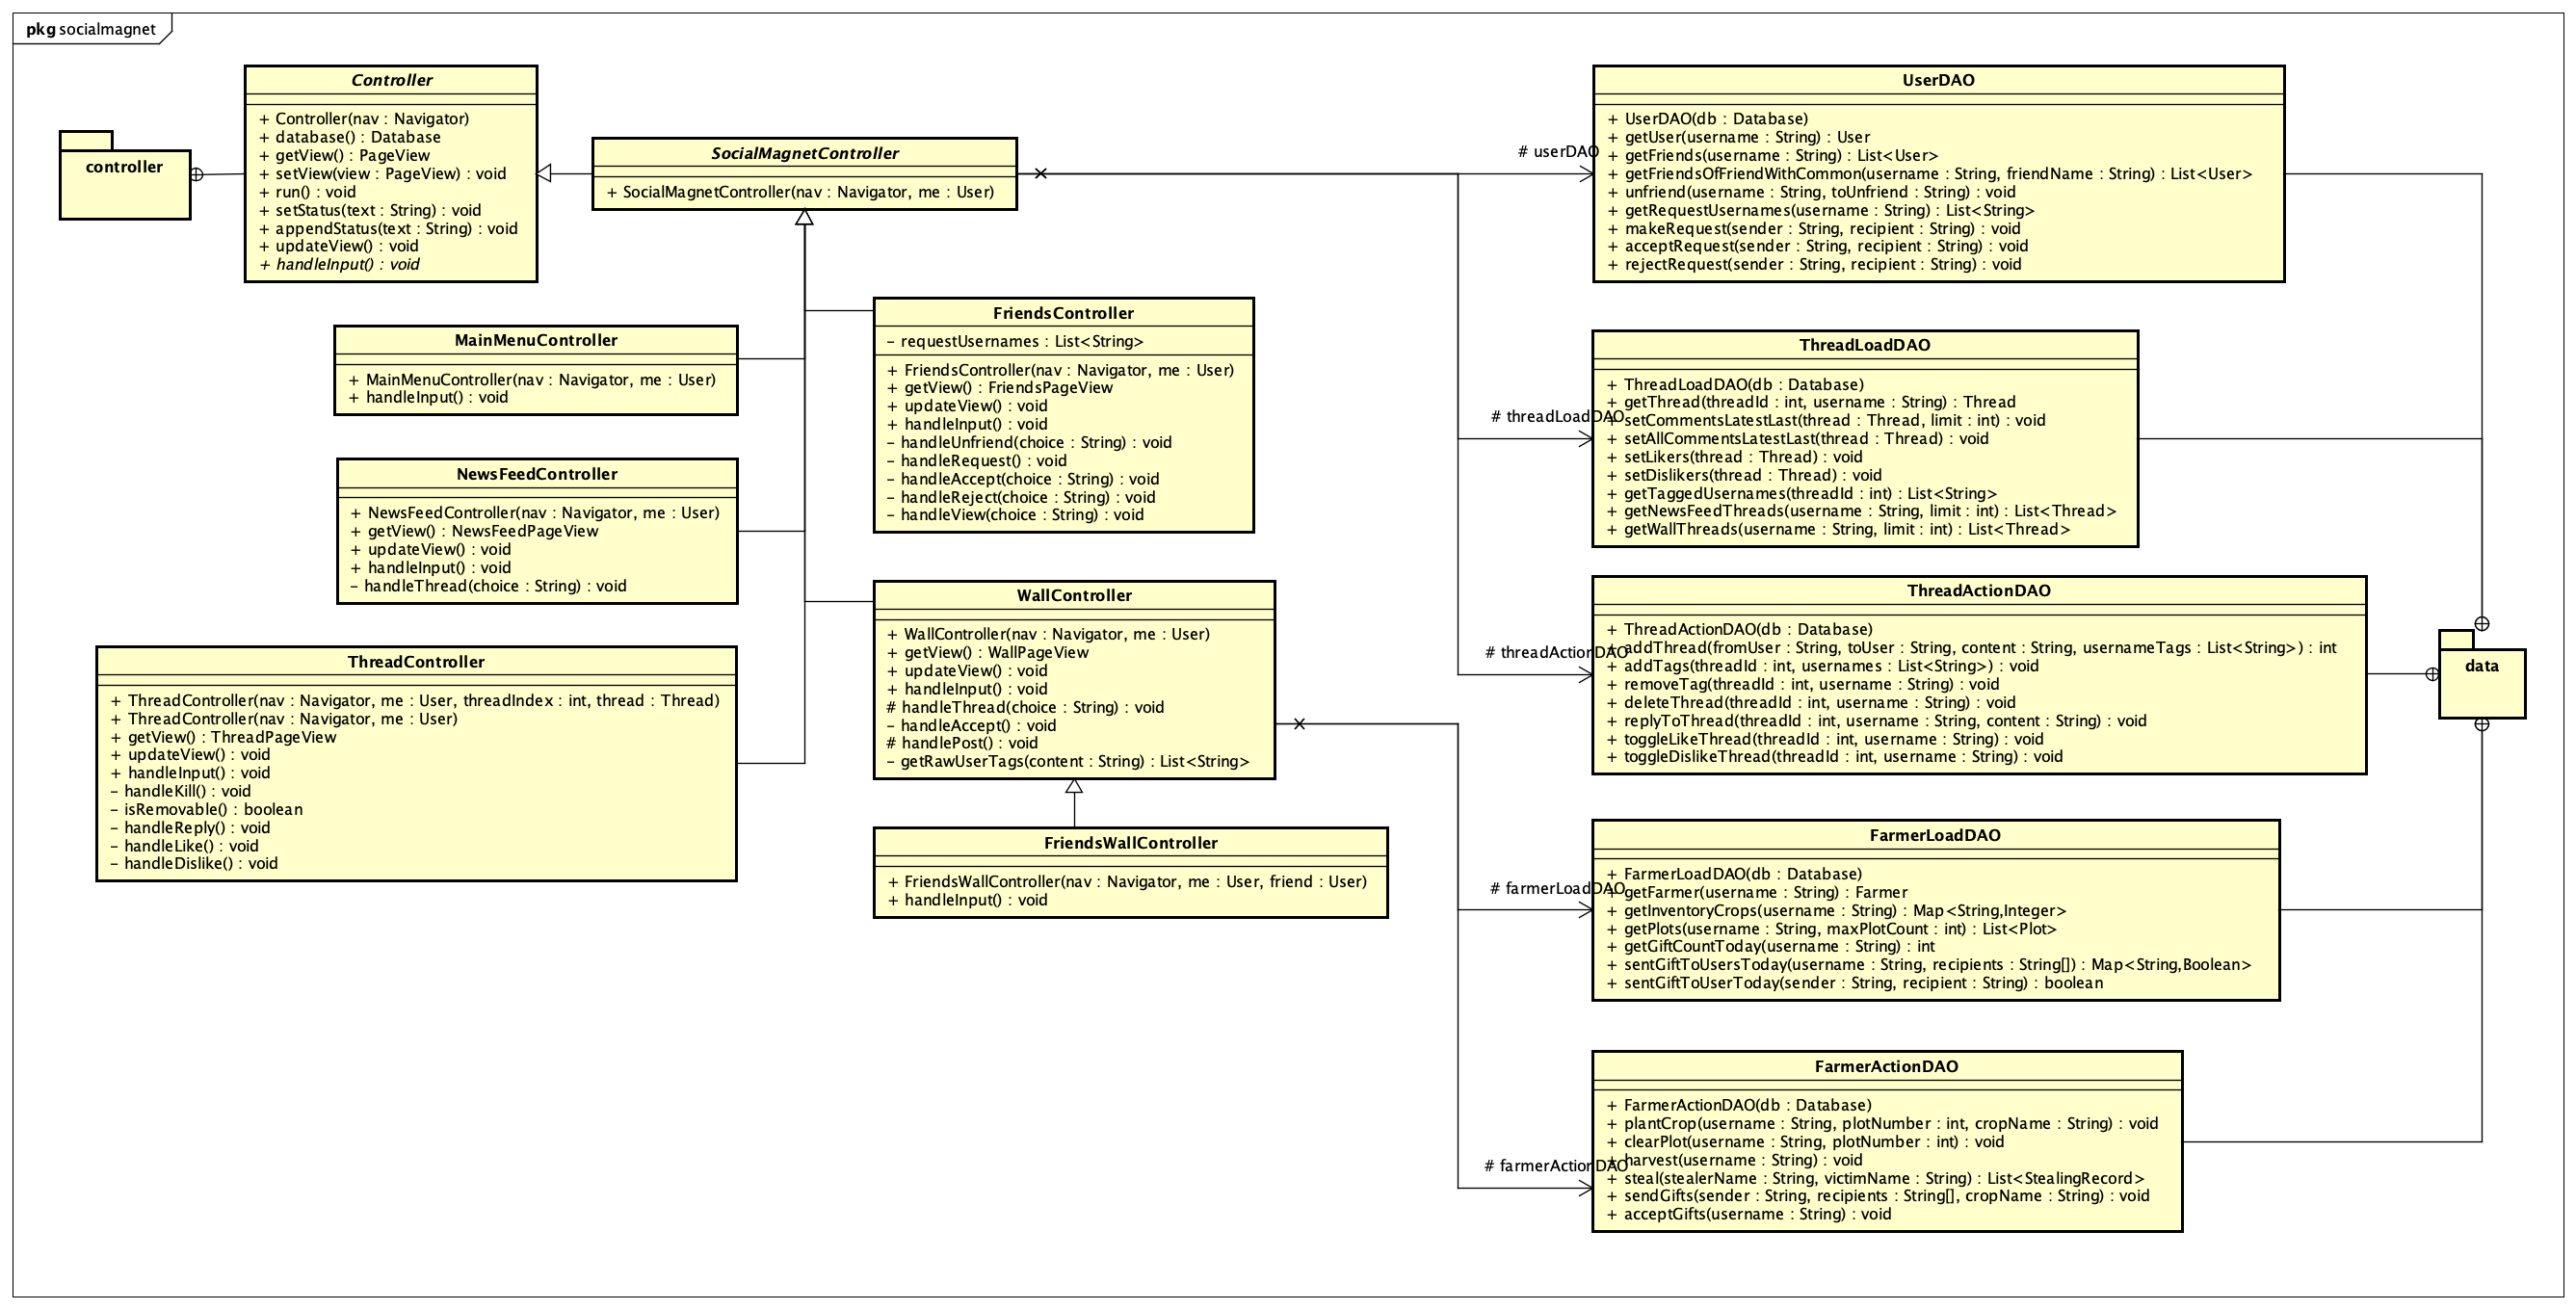 pkg socialmagnet
controller
Controller
+ Controller(nav : Navigator)
+ database() : Database
+ getView() : PageView
+ setView(view : PageView) : void
+ run() : void
+ setStatus(text : String) : void
+ appendStatus(text : String) : void
+ updateView() : void
+ handleInput() : void
SocialMagnetController
+ SocialMagnetController(nav : Navigator, me : User)
MainMenuController
+ MainMenuController(nav : Navigator, me : User)
+ handleInput() : void
NewsFeedController
+ NewsFeedController(nav : Navigator, me : User)
+ getView() : NewsFeedPageView
+ updateView() : void
+ handleInput() : void
– handleThread(choice : String) : void
ThreadController
+ ThreadController(nav : Navigator, me : User, threadIndex : int, thread : Thread)
+ ThreadController(nav : Navigator, me : User)
+ getView() : ThreadPageView
+ updateView() : void
+ handleInput() : void
– handleKill() : void
– isRemovable() : boolean
– handleReply() : void
– handleLike() : void
– handleDislike() : void
FriendsController
– requestUsernames : List<String>
+ FriendsController(nav : Navigator, me : User)
+ getView() : FriendsPageView
+ updateView() : void
+ handleInput() : void
– handleUnfriend(choice : String) : void
– handleRequest() : void
– handleAccept(choice : String) : void
– handleReject(choice : String) : void
– handleView(choice : String) : void
WallController
+ WallController(nav : Navigator, me : User)
+ getView() : WallPageView
+ updateView() : void
+ handleInput() : void
# handleThread(choice : String) : void
– handleAccept() : void
# handlePost() : void
– getRawUserTags(content : String) : List<String>
FriendsWallController
+ FriendsWallController(nav : Navigator, me : User, friend : User)
+ handleInput() : void
# userDAO
# threadLoadDAO
# threadActionDAO
# farmerLoadDAO
# farmerActionDAO
UserDAO
+ UserDAO(db : Database)
+ getUser(username : String) : User
+ getFriends(username : String) : List<User>
+ getFriendsOfFriendWithCommon(username : String, friendName : String) : List<User>
+ unfriend(username : String, toUnfriend : String) : void
+ getRequestUsernames(username : String) : List<String>
+ makeRequest(sender : String, recipient : String) : void
+ acceptRequest(sender : String, recipient : String) : void
+ rejectRequest(sender : String, recipient : String) : void
ThreadLoadDAO
+ ThreadLoadDAO(db : Database)
+ getThread(threadId : int, username : String) : Thread
+ setCommentsLatestLast(thread : Thread, limit : int) : void
+ setAllCommentsLatestLast(thread : Thread) : void
+ setLikers(thread : Thread) : void
+ setDislikers(thread : Thread) : void
+ getTaggedUsernames(threadId : int) : List<String>
+ getNewsFeedThreads(username : String, limit : int) : List<Thread>
+ getWallThreads(username : String, limit : int) : List<Thread>
ThreadActionDAO
+ ThreadActionDAO(db : Database)
+ addThread(fromUser : String, toUser : String, content : String, usernameTags : List<String>) : int
+ addTags(threadId : int, usernames : List<String>) : void
+ removeTag(threadId : int, username : String) : void
+ deleteThread(threadId : int, username : String) : void
+ replyToThread(threadId : int, username : String, content : String) : void
+ toggleLikeThread(threadId : int, username : String) : void
+ toggleDislikeThread(threadId : int, username : String) : void
data
FarmerLoadDAO
+ FarmerLoadDAO(db : Database)
+ getFarmer(username : String) : Farmer
+ getInventoryCrops(username : String) : Map<String,Integer>
+ getPlots(username : String, maxPlotCount : int) : List<Plot>
+ getGiftCountToday(username : String) : int
+ sentGiftToUsersToday(username : String, recipients : String[]) : Map<String,Boolean>
+ sentGiftToUserToday(sender : String, recipient : String) : boolean
FarmerActionDAO
+ FarmerActionDAO(db : Database)
+ plantCrop(username : String, plotNumber : int, cropName : String) : void
+ clearPlot(username : String, plotNumber : int) : void
+ harvest(username : String) : void
+ steal(stealerName : String, victimName : String) : List<StealingRecord>
+ sendGifts(sender : String, recipients : String[], cropName : String) : void
+ acceptGifts(username : String) : void